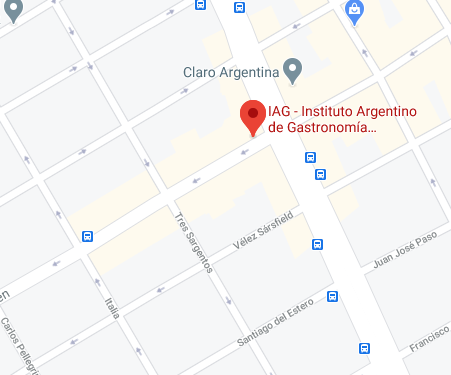 Claro Argentina
IAG - Instituto Argentino
de Gastronomía...
Tres Sargentos
Vélez Sársfield
Juan José Paso
Italia
Santiago del Estero
Carlos Pellegri
Francisco
en